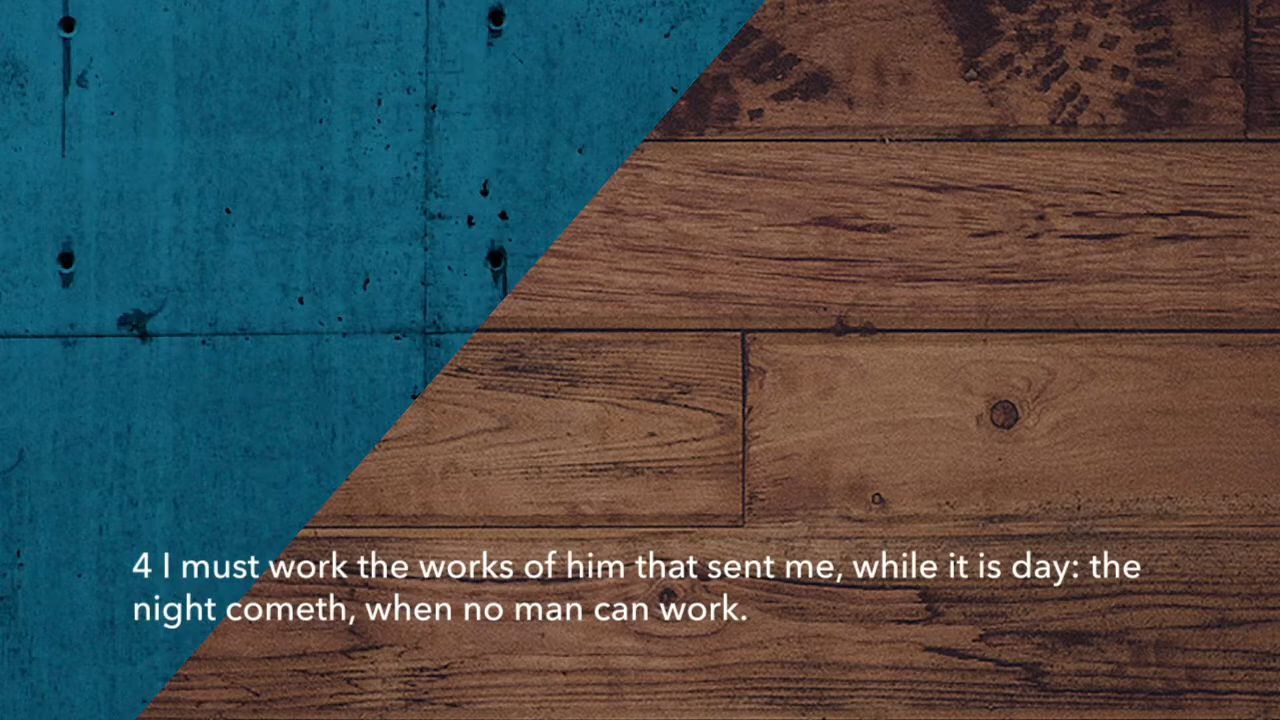 4 I must work the works of him that sent me, while it is day: the
night cometh, when no man can work.